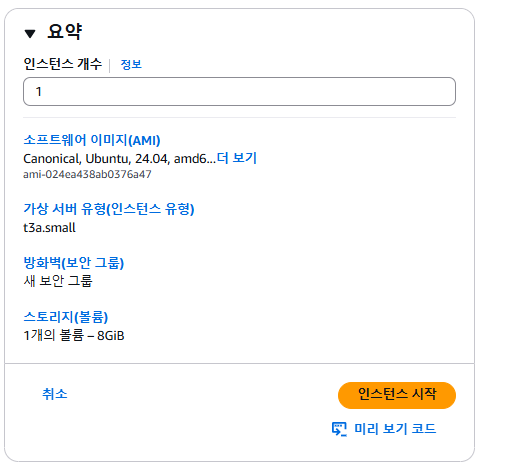 ▼ 요약
인스턴스 개수 | 정보
1
소프트웨어 이미지(AMI)
Canonical, Ubuntu, 24.04, amd6...더 보기
ami-024ea438ab0376a47
가상 서버 유형(인스턴스 유형)
t3a.small
방화벽(보안 그룹)
새 보안 그룹
스토리지(볼륨)
1개의 볼륨 – 8GiB
취소
인스턴스 시작
미리 보기 코드